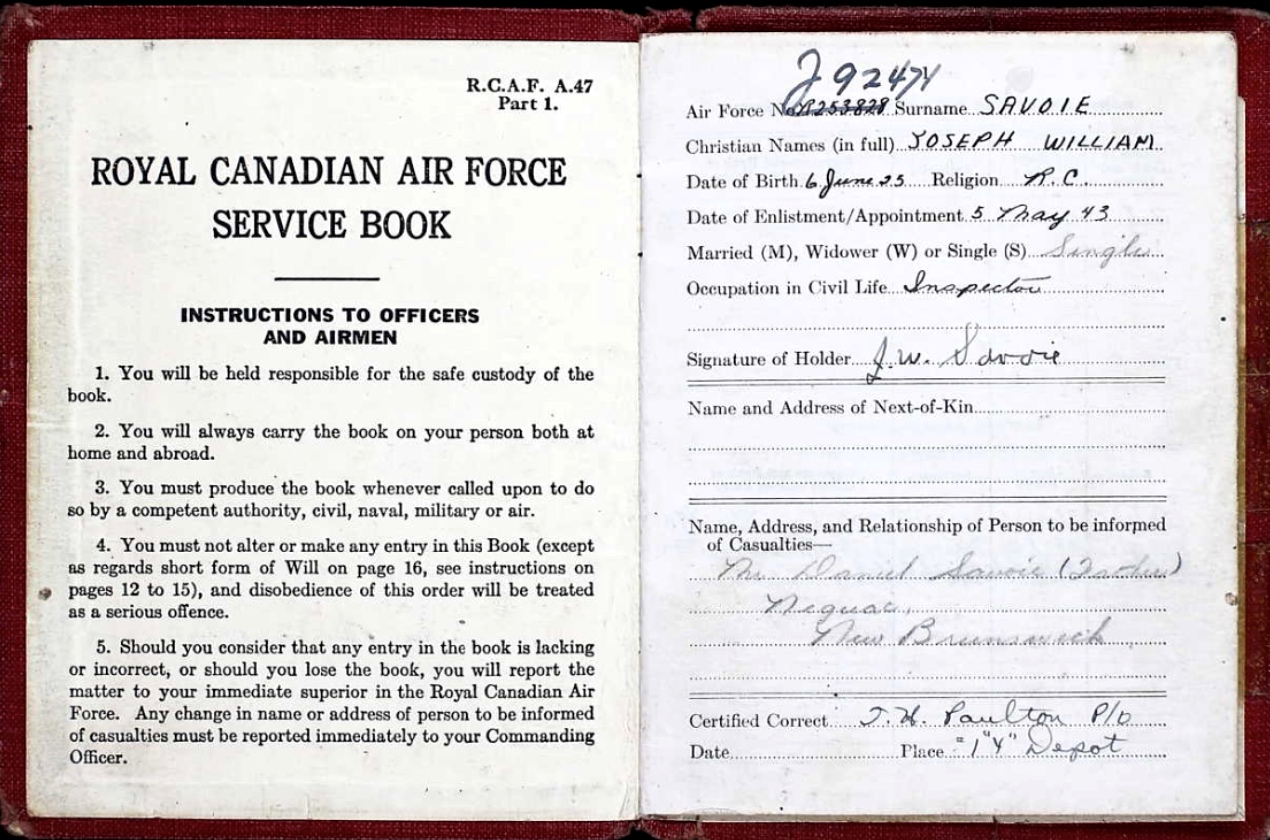 R.C.A.F. A.47
Part 1.
ROYAL CANADIAN AIR FORCE
SERVICE BOOK
INSTRUCTIONS TO OFFICERS
AND AIRMEN
1. You will be held responsible for the safe custody of the
book.
2. You will always carry the book on your person both at
home and abroad.
3. You must produce the book whenever called upon to do
so by a competent authority, civil, naval, military or air.
4. You must not alter or make any entry in this Book (except
as regards short form of Will on page 16, see instructions on
pages 12 to 15), and disobedience of this order will be treated
as a serious offence.
5. Should you consider that any entry in the book is lacking
or incorrect, or should you lose the book, you will report the
matter to your immediate superior in the Royal Canadian Air
Force. Any change in name or address of person to be informed
of casualties must be reported immediately to your Commanding
Officer.
J 92474
Air Force No. R253828 Surname SAVOIE
Christian Names (in full) JOSEPH WILLIAM
Date of Birth 6 June 25 Religion R.C.
Date of Enlistment/Appointment 5 May 43
Married (M), Widower (W) or Single (S) Single
Occupation in Civil Life Inspector
Signature of Holder J.W. Savoie
Name and Address of Next-of-Kin
Name, Address, and Relationship of Person to be informed
of Casualties—
Mr Daniel Savoie (Father)
Neguac,
New Brunswick
Certified Correct J.H. Paulton P/O
Date Place "1 "Y" Depot